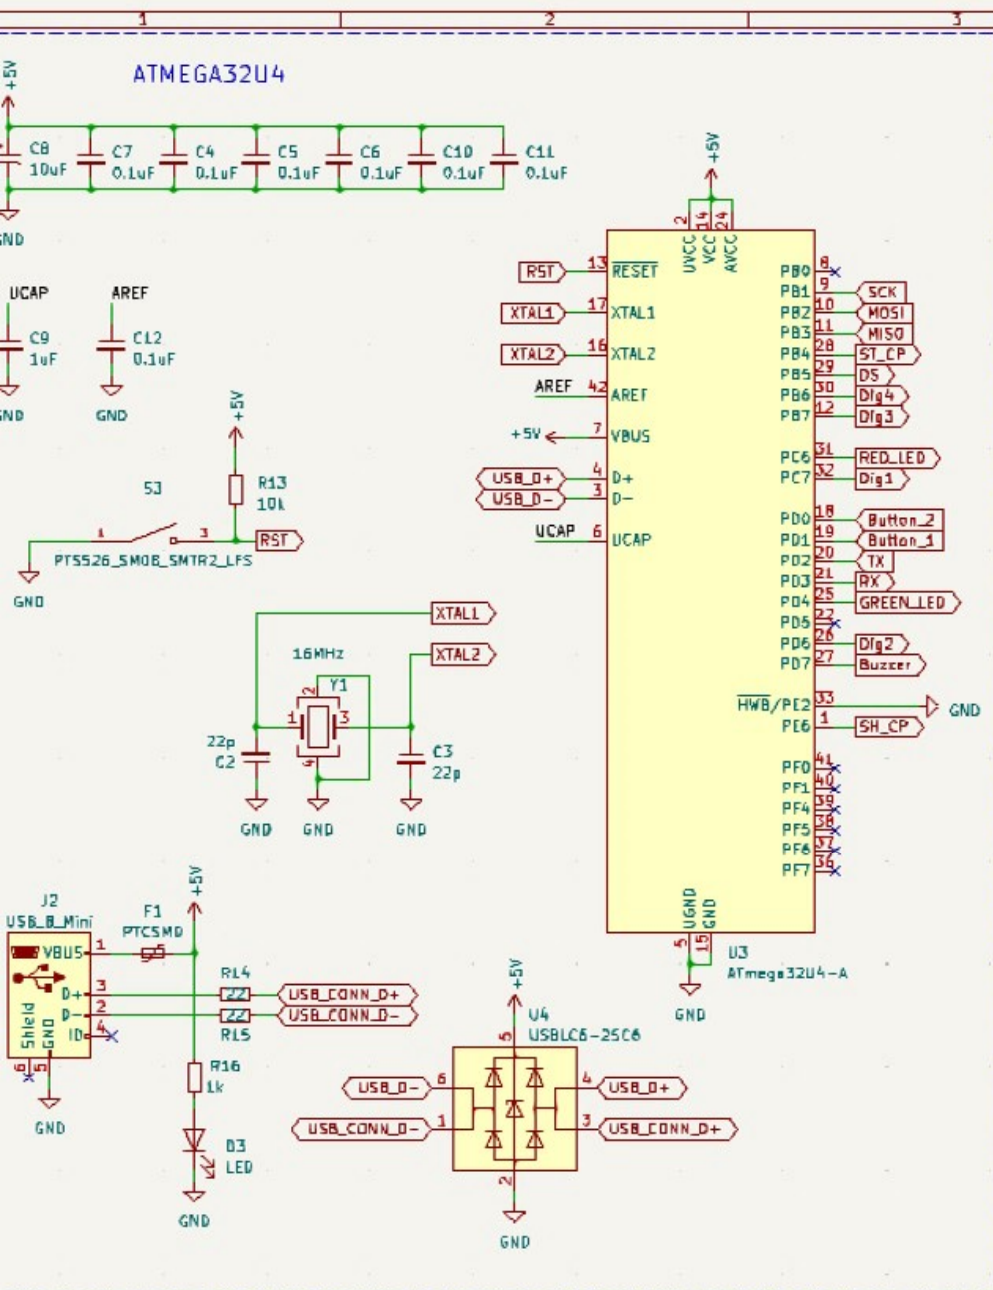 1 2 3
ATMEGA32U4
+5V
C8 10uF
C7 0.1uF
C4 0.1uF
C5 0.1uF
C6 0.1uF
C10 0.1uF
C11 0.1uF
GND
UCAP
C9 1uF
GND
AREF
C12 0.1uF
GND
+5V
R13
10k
S3
1 3
RST
PTS526_SM08_SMTR2_LFS
GND
XTAL1
XTAL2
16MHz
Y1
1 2 3 4
22p
C2
C3
22p
GND GND GND
+5V
2 14 24
UVCC VCC AVCC
RST 13 RESET
XTAL1 17 XTAL1
XTAL2 16 XTAL2
AREF 42 AREF
+5V 7 VBUS
USB_D+ 4 D+
USB_D- 3 D-
UCAP 6 UCAP
PB0 8
PB1 9 SCK
PB2 10 MOSI
PB3 11 MISO
PB4 28 ST_CP
PB5 29 DS
PB6 30 Dig4
PB7 12 Dig3
PC6 31 RED_LED
PC7 32 Dig1
PD0 18 Button_2
PD1 19 Button_1
PD2 20 TX
PD3 21 RX
PD4 25 GREEN_LED
PD5 22
PD6 26 Dig2
PD7 27 Buzzer
HWB/PE2 33 GND
PE6 1 SH_CP
PF0 41
PF1 40
PF4 39
PF5 38
PF6 37
PF7 36
UGND GND
5 15
U3
ATmega32U4-A
GND
J2
USB_B_Mini
VBUS 1
D+ 3
D- 2
ID 4
Shield GND
6 5
GND
F1
PTCSMD
+5V
R14
22
USB_CONN_D+
22
USB_CONN_D-
R15
R16
1k
D3
LED
GND
+5V
U4
USBLC6-2SC6
5
USB_D- 6
4 USB_D+
USB_CONN_D- 1
3 USB_CONN_D+
2
GND